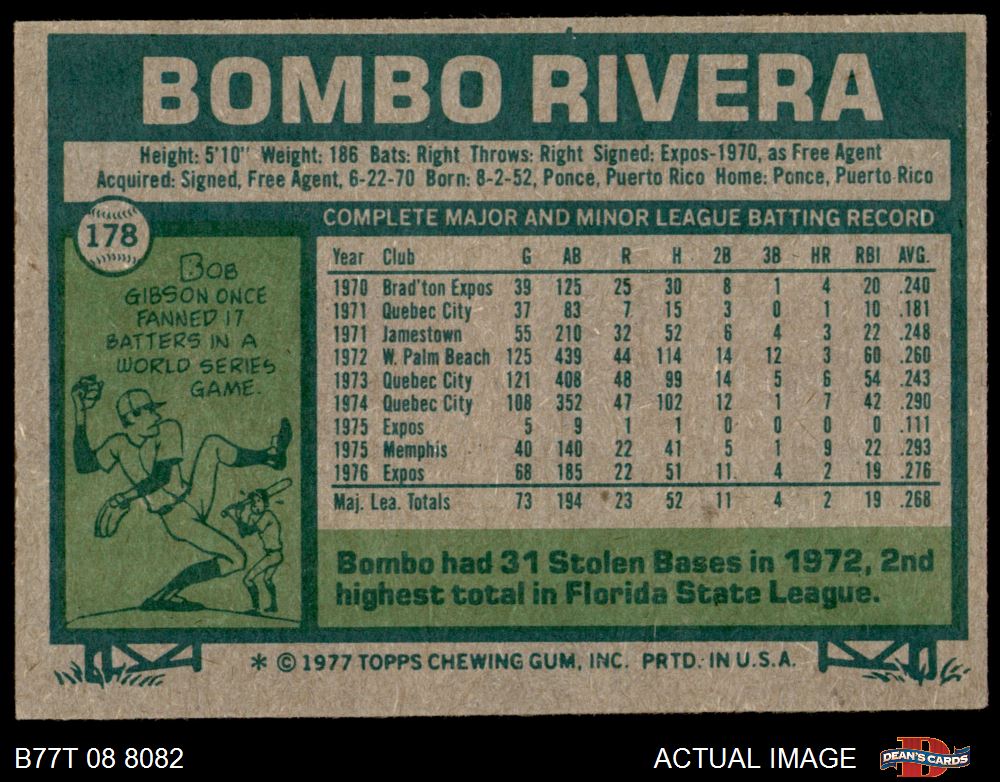 BOMBO RIVERA
Height: 5'10" Weight: 186 Bats: Right Throws: Right Signed: Expos-1970, as Free Agent
Acquired: Signed, Free Agent, 6-22-70 Born: 8-2-52, Ponce, Puerto Rico Home: Ponce, Puerto Rico
178
BOB
GIBSON ONCE
FANNED 17
BATTERS IN A
WORLD SERIES
GAME.
COMPLETE MAJOR AND MINOR LEAGUE BATTING RECORD
Year Club G AB R H 2B 3B HR RBI AVG.
1970 Brad'ton Expos 39 125 25 30 8 1 4 20 .240
1971 Quebec City 37 83 7 15 3 0 1 10 .181
1971 Jamestown 55 210 32 52 6 4 3 22 .248
1972 W. Palm Beach 125 439 44 114 14 12 3 60 .260
1973 Quebec City 121 408 48 99 14 5 6 54 .243
1974 Quebec City 108 352 47 102 12 1 7 42 .290
1975 Expos 5 9 1 1 0 0 0 0 .111
1975 Memphis 40 140 22 41 5 1 9 22 .293
1976 Expos 68 185 22 51 11 4 2 19 .276
Maj. Lea. Totals 73 194 23 52 11 4 2 19 .268
Bombo had 31 Stolen Bases in 1972, 2nd
highest total in Florida State League.
* © 1977 TOPPS CHEWING GUM, INC. PRTD. IN U.S.A.
B77T 08 8082
ACTUAL IMAGE
DEAN'S CARDS